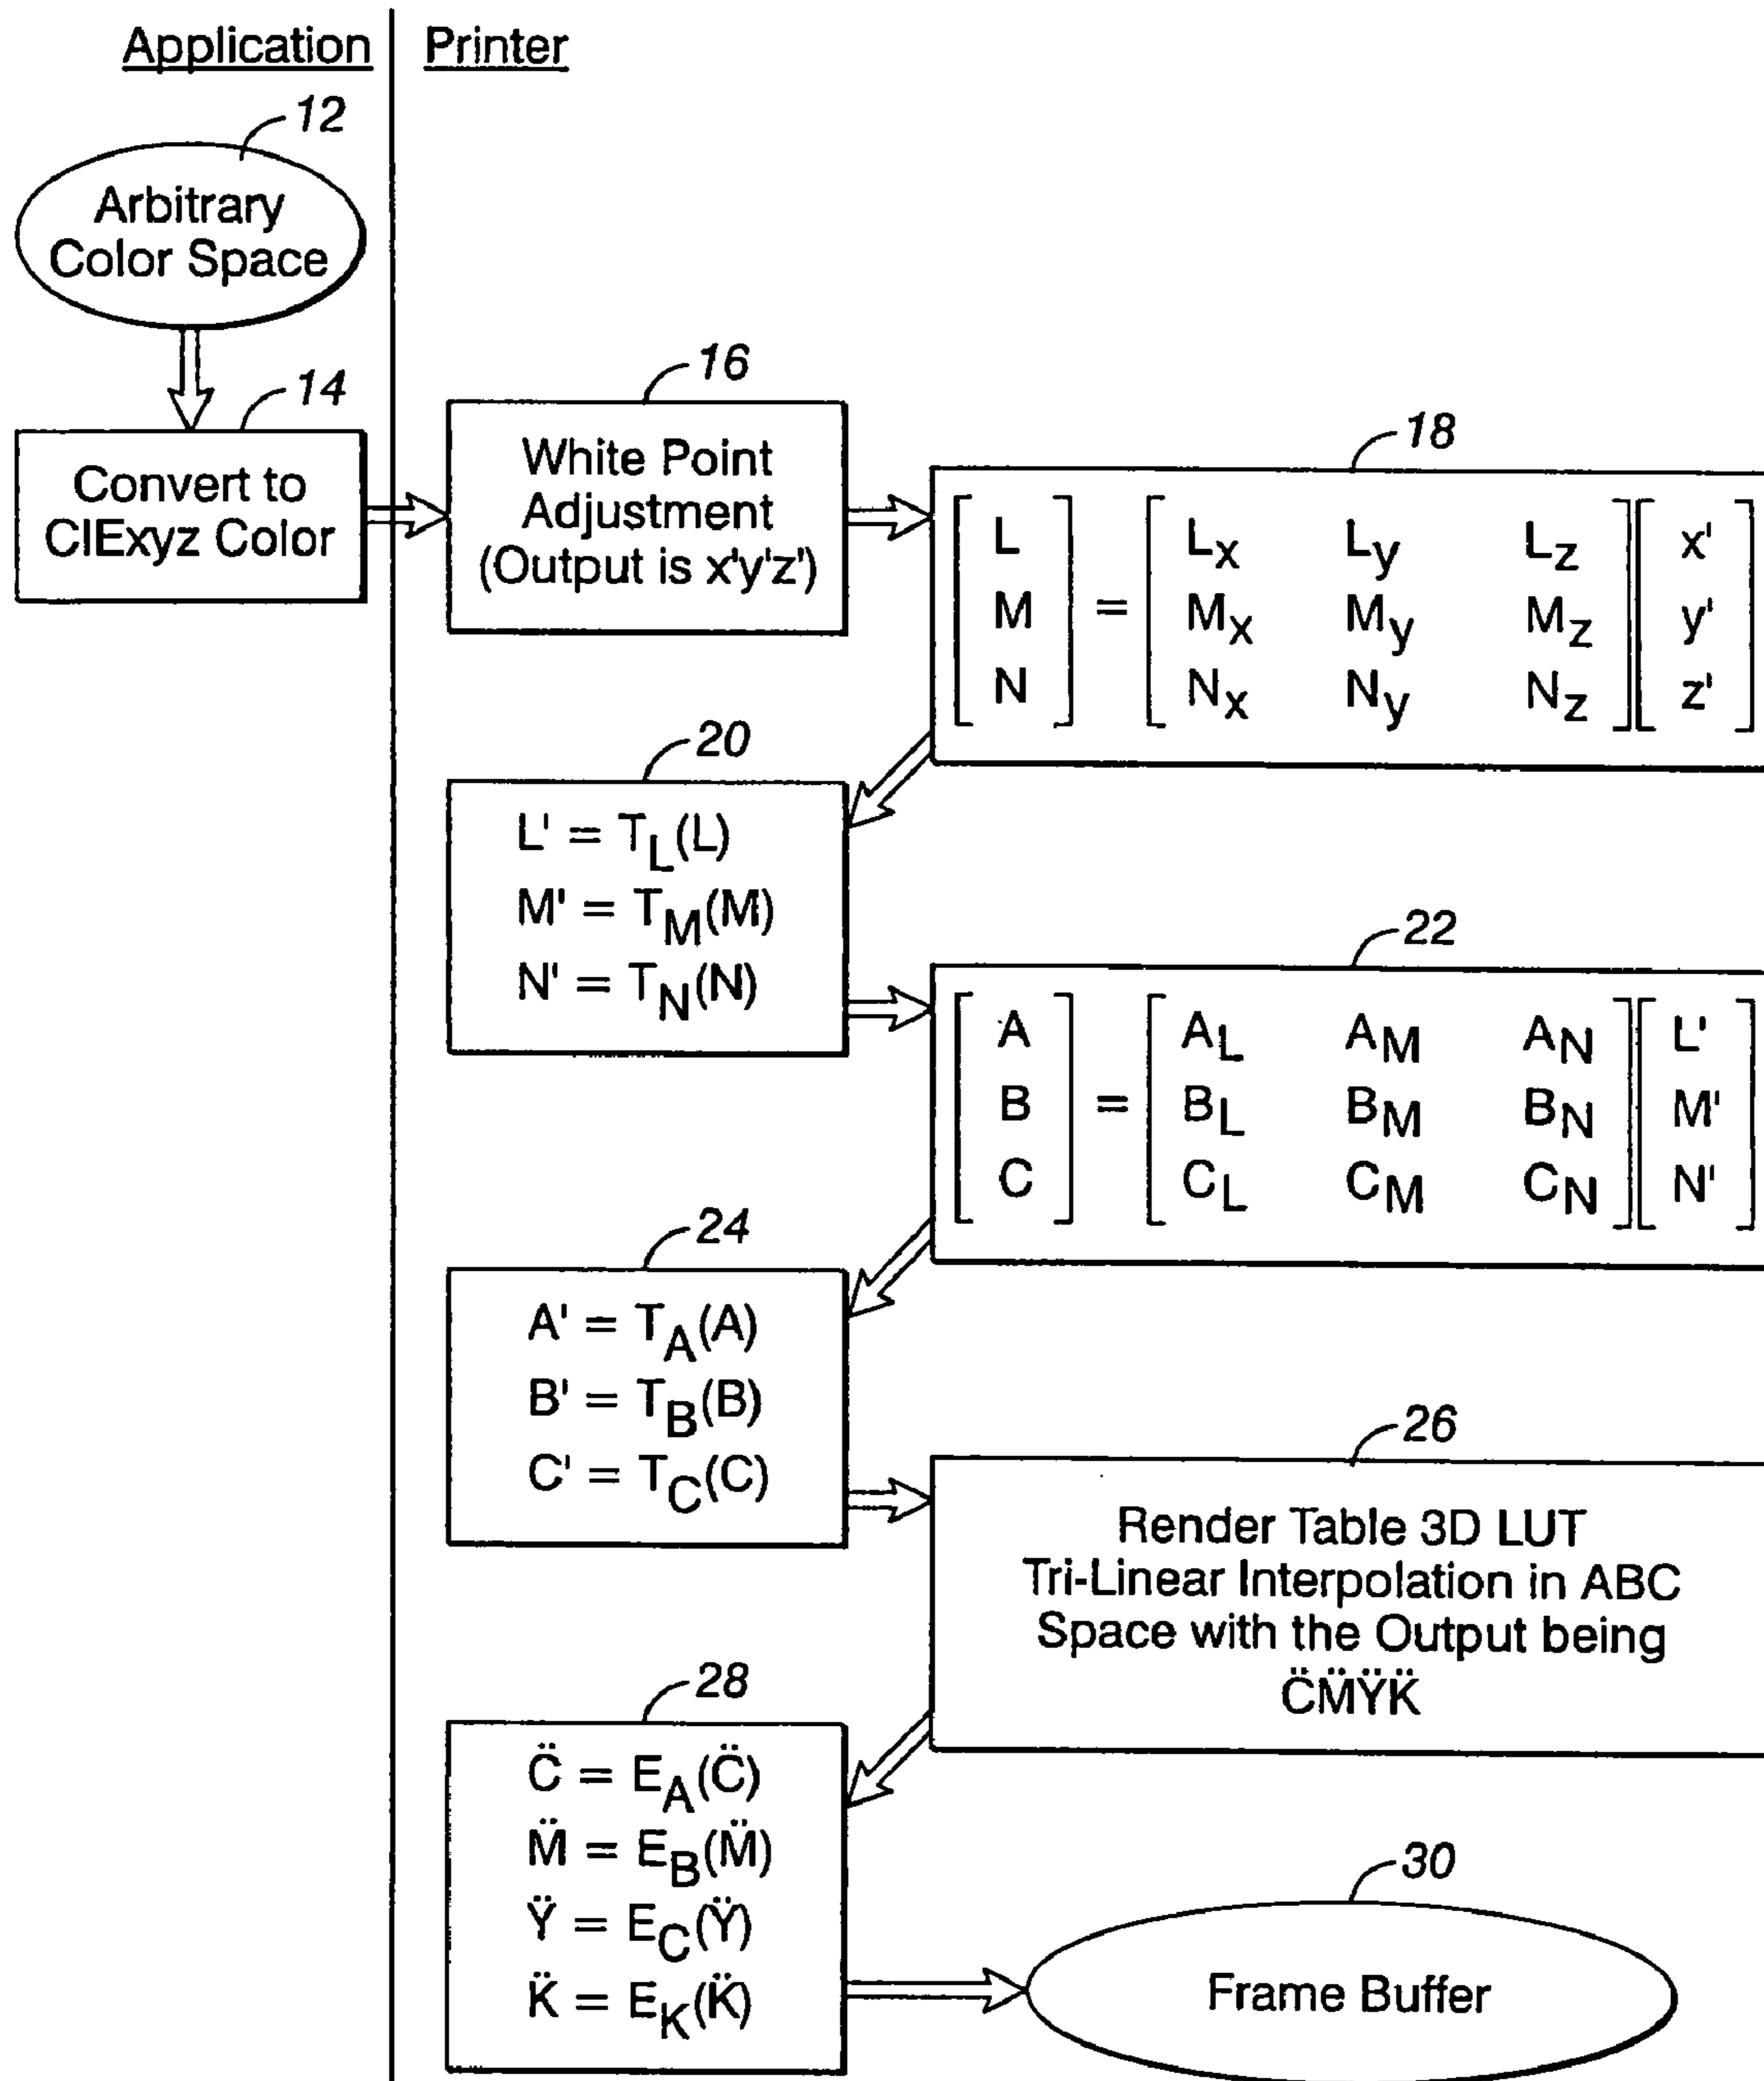 Application
Printer
12
Arbitrary
Color Space
14
Convert to
CIExyz Color
16
White Point
Adjustment
(Output is x'y'z')
18
L = Lx Ly Lz x'
M = Mx My Mz y'
N = Nx Ny Nz z'
20
L' = TL(L)
M' = TM(M)
N' = TN(N)
22
A = AL AM AN L'
B = BL BM BN M'
C = CL CM CN N'
24
A' = TA(A)
B' = TB(B)
C' = TC(C)
26
Render Table 3D LUT
Tri-Linear Interpolation in ABC
Space with the Output being
C̈M̈ŸK̈
28
C̈ = EA(C̈)
M̈ = EB(M̈)
Ÿ = EC(Ÿ)
K̈ = EK(K̈)
30
Frame Buffer